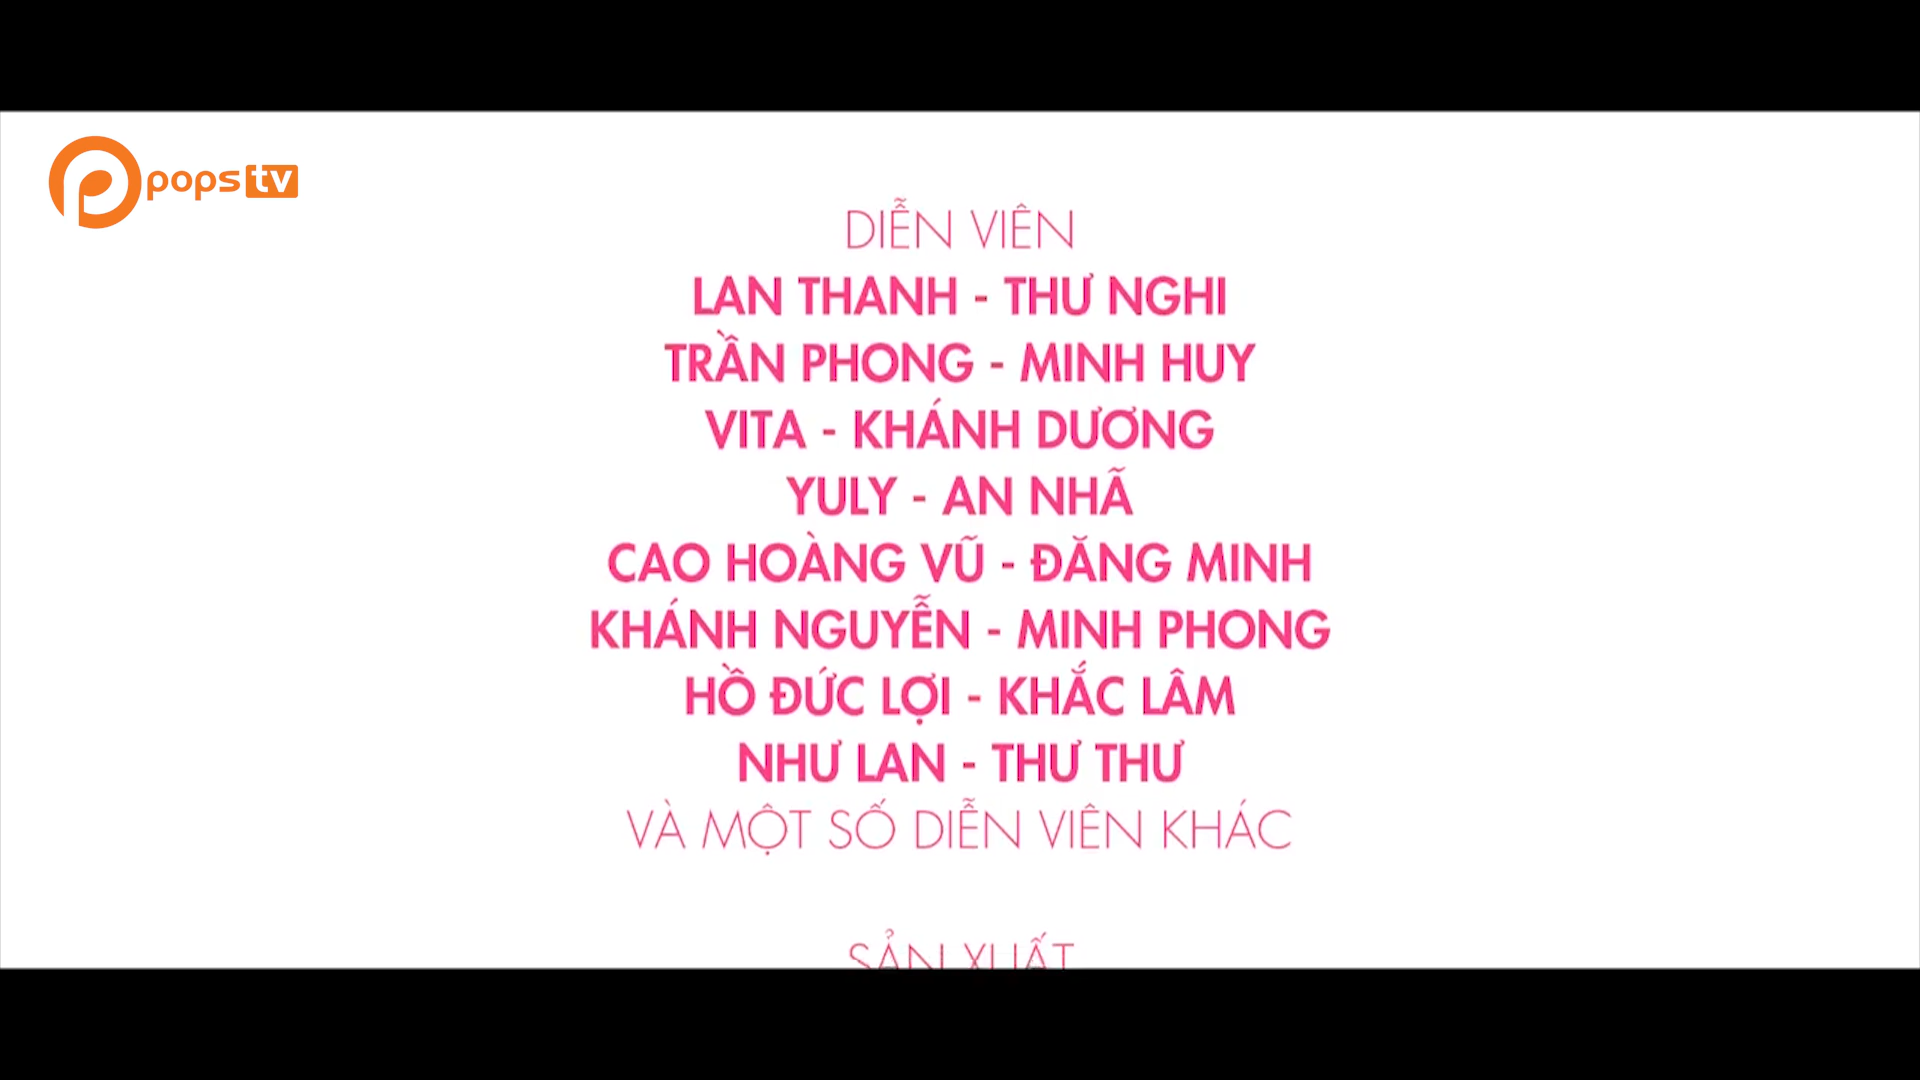 pops tv
DIỄN VIÊN
LAN THANH - THƯ NGHI
TRẦN PHONG - MINH HUY
VITA - KHÁNH DƯƠNG
YULY - AN NHÃ
CAO HOÀNG VŨ - ĐĂNG MINH
KHÁNH NGUYỄN - MINH PHONG
HỒ ĐỨC LỢI - KHẮC LÂM
NHƯ LAN - THƯ THƯ
VÀ MỘT SỐ DIỄN VIÊN KHÁC
SẢN XUẤT